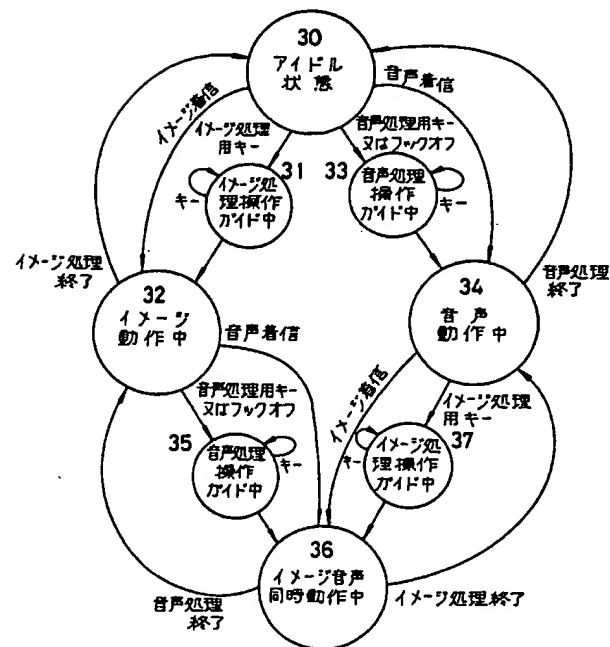 30
アイドル
状態
イメージ着信
音声着信
イメージ処理
用キー
音声処理用キー
又はフックオフ
31
イメージ処
理操作
ガイド中
キー
33
音声処理
操作
ガイド中
キー
イメージ処理
終了
32
イメージ
動作中
34
音声
動作中
音声処理
終了
音声着信
音声処理用キー
又はフックオフ
イメージ着信
イメージ処理
用キー
35
音声処理
操作
ガイド中
キー
37
イメージ処
理操作
ガイド中
キー
36
イメージ音声
同時動作中
音声処理
終了
イメージ処理終了